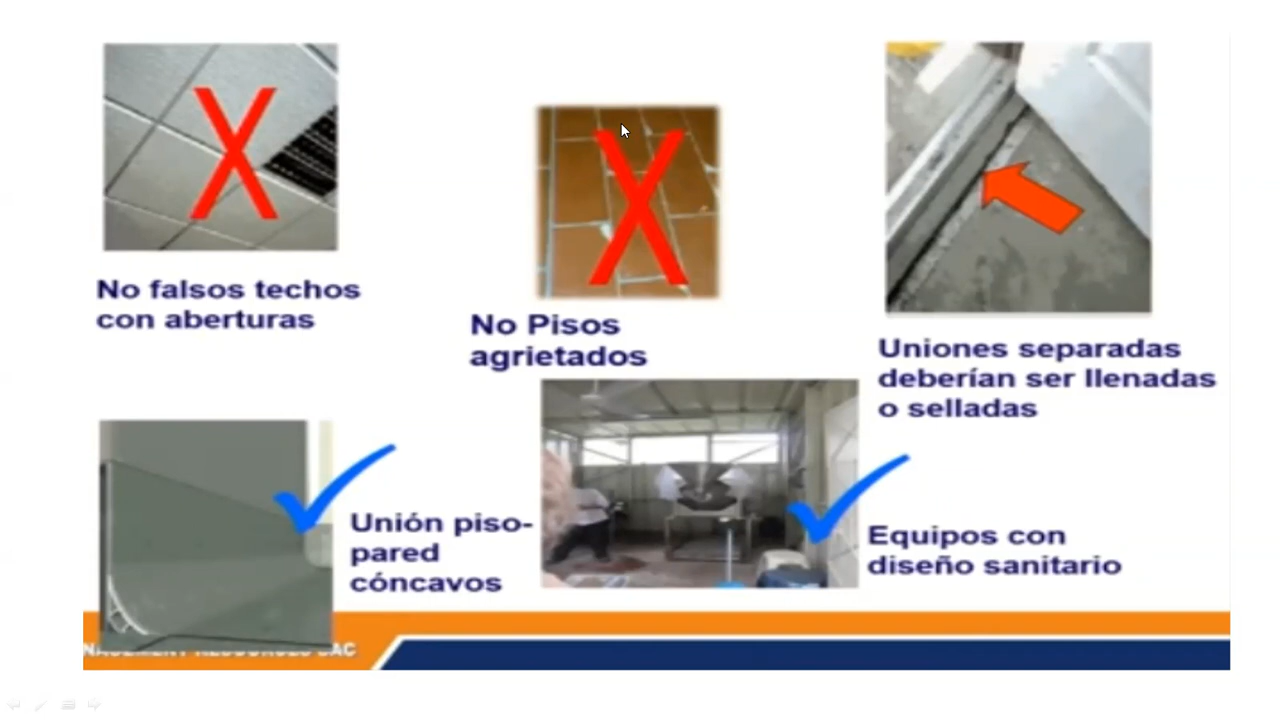 No falsos techos
con aberturas
No Pisos
agrietados
Uniones separadas
deberían ser llenadas
o selladas
Unión piso-
pared
cóncavos
Equipos con
diseño sanitario